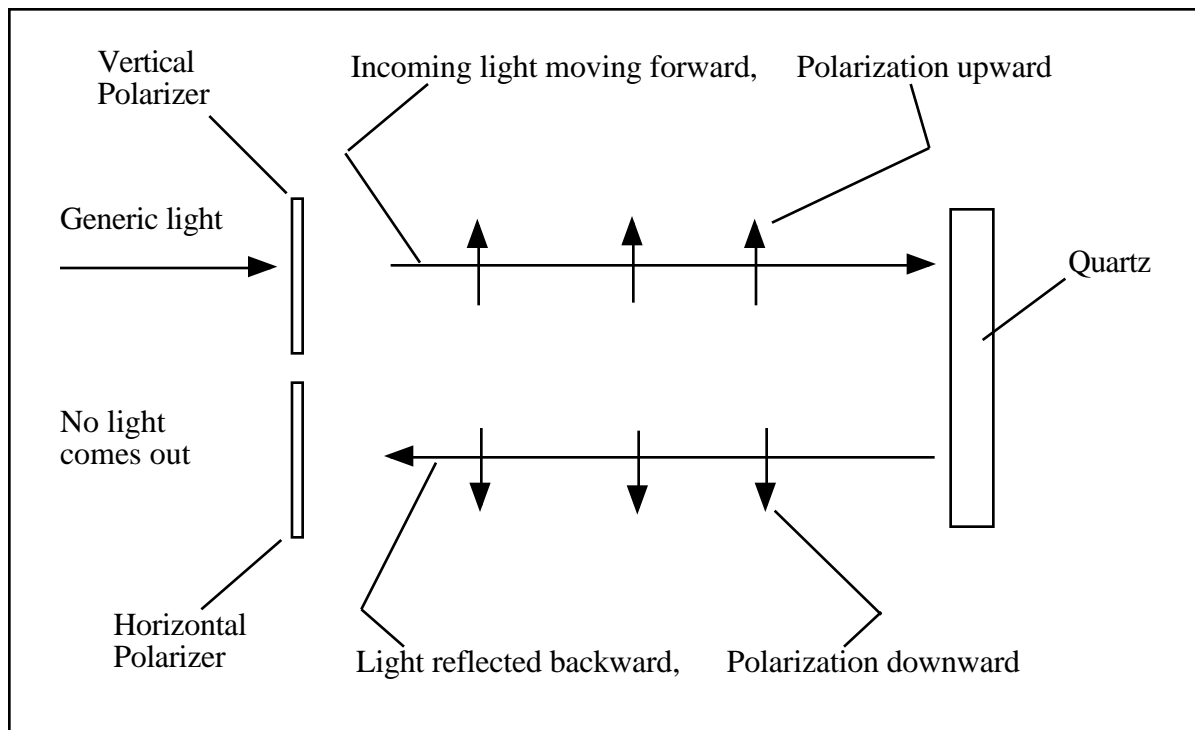 Vertical
Polarizer
Incoming light moving forward,
Polarization upward
Generic light
Quartz
No light
comes out
Horizontal
Polarizer
Light reflected backward,
Polarization downward